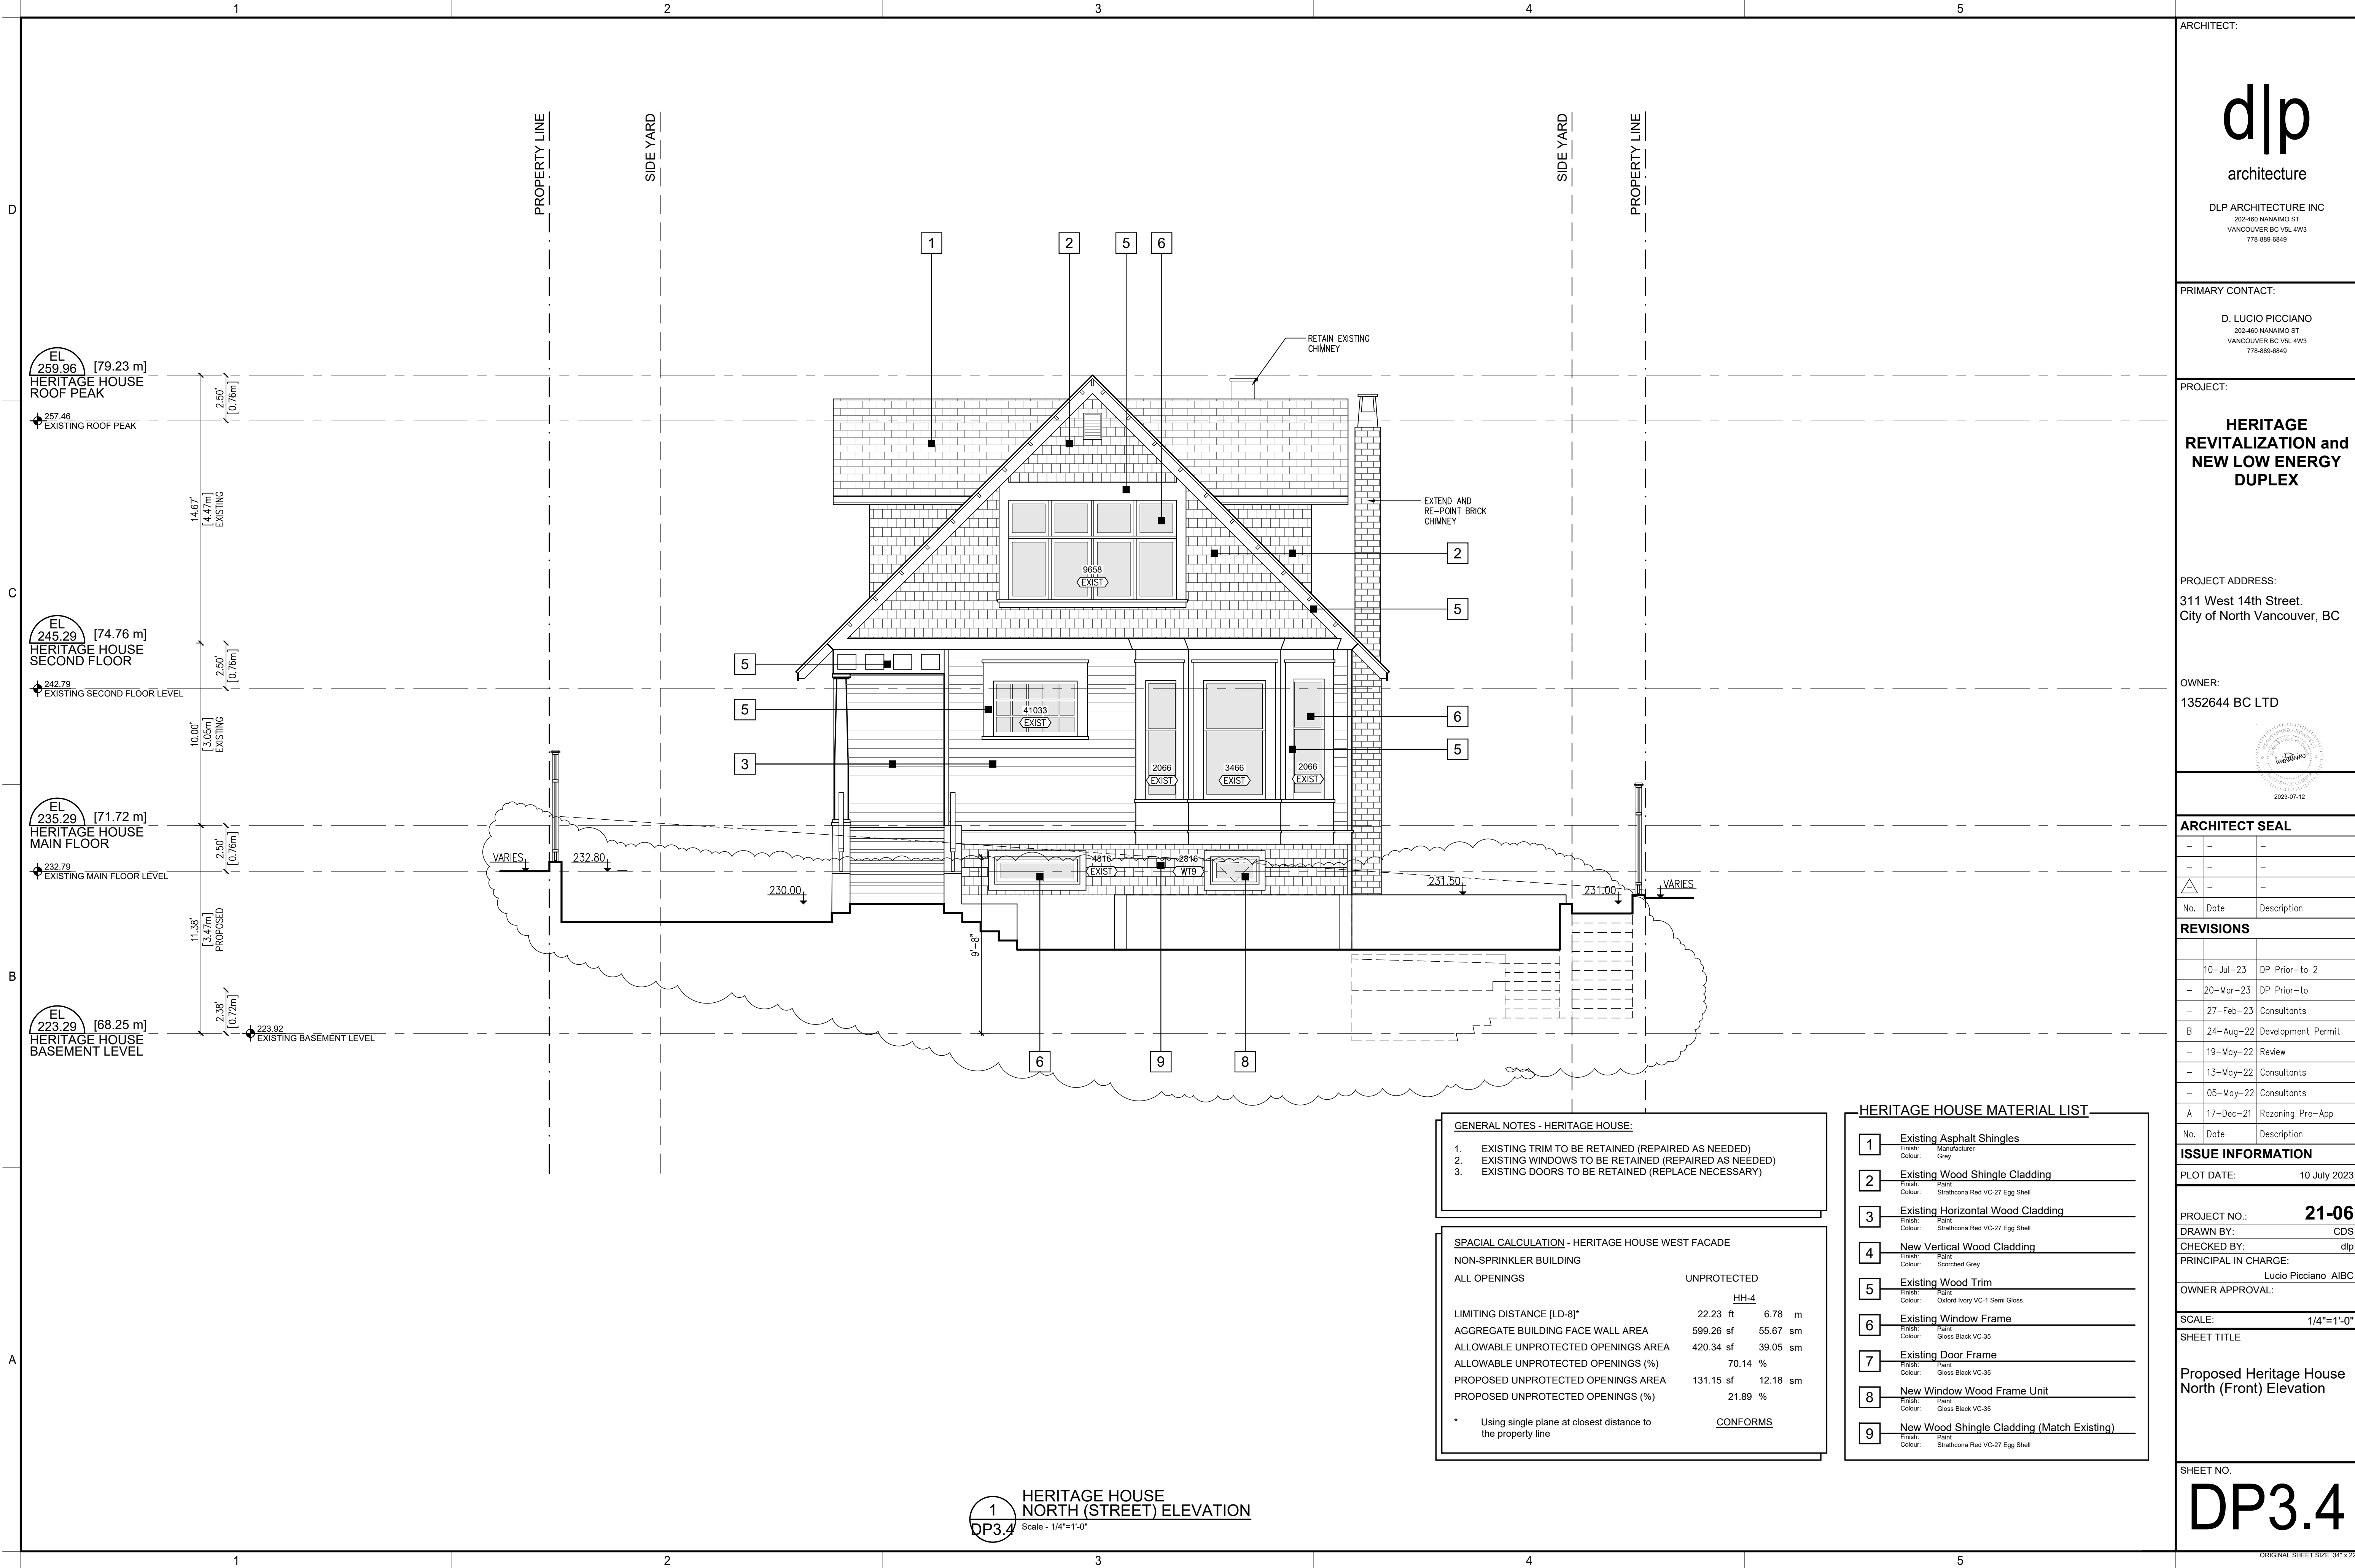 1 2 3 4 5
D
C
B
A
PROPERTY LINE
SIDE YARD
SIDE YARD
PROPERTY LINE
1
2
5
6
RETAIN EXISTING
CHIMNEY
EXTEND AND
RE-POINT BRICK
CHIMNEY
2
5
6
5
5
5
3
EL
259.96 [79.23 m]
HERITAGE HOUSE
ROOF PEAK
257.46
EXISTING ROOF PEAK
2.50'
[0.76m]
14.67'
[4.47m]
EXISTING
EL
245.29 [74.76 m]
HERITAGE HOUSE
SECOND FLOOR
242.79
EXISTING SECOND FLOOR LEVEL
2.50'
[0.76m]
10.00'
[3.05m]
EXISTING
EL
235.29 [71.72 m]
HERITAGE HOUSE
MAIN FLOOR
232.79
EXISTING MAIN FLOOR LEVEL
2.50'
[0.76m]
11.38'
[3.47m]
PROPOSED
EL
223.29 [68.25 m]
HERITAGE HOUSE
BASEMENT LEVEL
2.38'
[0.72m]
223.92
EXISTING BASEMENT LEVEL
9658
EXIST
41033
EXIST
2066
EXIST
3466
EXIST
2066
EXIST
4816
EXIST
2816
WT9
VARIES
232.80
230.00
231.50
231.00
VARIES
9'-8"
6
9
8
GENERAL NOTES - HERITAGE HOUSE:
1. EXISTING TRIM TO BE RETAINED (REPAIRED AS NEEDED)
2. EXISTING WINDOWS TO BE RETAINED (REPAIRED AS NEEDED)
3. EXISTING DOORS TO BE RETAINED (REPLACE NECESSARY)
SPACIAL CALCULATION - HERITAGE HOUSE WEST FACADE
NON-SPRINKLER BUILDING
ALL OPENINGS UNPROTECTED
HH-4
LIMITING DISTANCE [LD-8]* 22.23 ft 6.78 m
AGGREGATE BUILDING FACE WALL AREA 599.26 sf 55.67 sm
ALLOWABLE UNPROTECTED OPENINGS AREA 420.34 sf 39.05 sm
ALLOWABLE UNPROTECTED OPENINGS (%) 70.14 %
PROPOSED UNPROTECTED OPENINGS AREA 131.15 sf 12.18 sm
PROPOSED UNPROTECTED OPENINGS (%) 21.89 %
* Using single plane at closest distance to CONFORMS
the property line
HERITAGE HOUSE MATERIAL LIST
1 Existing Asphalt Shingles
Finish: Manufacturer
Colour: Grey
2 Existing Wood Shingle Cladding
Finish: Paint
Colour: Strathcona Red VC-27 Egg Shell
3 Existing Horizontal Wood Cladding
Finish: Paint
Colour: Strathcona Red VC-27 Egg Shell
4 New Vertical Wood Cladding
Finish: Paint
Colour: Scorched Grey
5 Existing Wood Trim
Finish: Paint
Colour: Oxford Ivory VC-1 Semi Gloss
6 Existing Window Frame
Finish: Paint
Colour: Gloss Black VC-35
7 Existing Door Frame
Finish: Paint
Colour: Gloss Black VC-35
8 New Window Wood Frame Unit
Finish: Paint
Colour: Gloss Black VC-35
9 New Wood Shingle Cladding (Match Existing)
Finish: Paint
Colour: Strathcona Red VC-27 Egg Shell
1
DP3.4
HERITAGE HOUSE
NORTH (STREET) ELEVATION
Scale - 1/4"=1'-0"
1 2 3 4 5
ARCHITECT:
d|p
architecture
DLP ARCHITECTURE INC
202-460 NANAIMO ST
VANCOUVER BC V5L 4W3
778-889-6849
PRIMARY CONTACT:
D. LUCIO PICCIANO
202-460 NANAIMO ST
VANCOUVER BC V5L 4W3
778-889-6849
PROJECT:
HERITAGE
REVITALIZATION and
NEW LOW ENERGY
DUPLEX
PROJECT ADDRESS:
311 West 14th Street.
City of North Vancouver, BC
OWNER:
1352644 BC LTD
REGISTERED ARCHITECT
2023-07-12
ARCHITECT SEAL
- - -
- - -
- - -
No. Date Description
REVISIONS
10-Jul-23 DP Prior-to 2
- 20-Mar-23 DP Prior-to
- 27-Feb-23 Consultants
B 24-Aug-22 Development Permit
- 19-May-22 Review
- 13-May-22 Consultants
- 05-May-22 Consultants
A 17-Dec-21 Rezoning Pre-App
No. Date Description
ISSUE INFORMATION
PLOT DATE: 10 July 2023
PROJECT NO.: 21-06
DRAWN BY: CDS
CHECKED BY: dlp
PRINCIPAL IN CHARGE:
Lucio Picciano AIBC
OWNER APPROVAL:
SCALE: 1/4"=1'-0"
SHEET TITLE
Proposed Heritage House
North (Front) Elevation
SHEET NO.
DP3.4
ORIGINAL SHEET SIZE 34" x 22